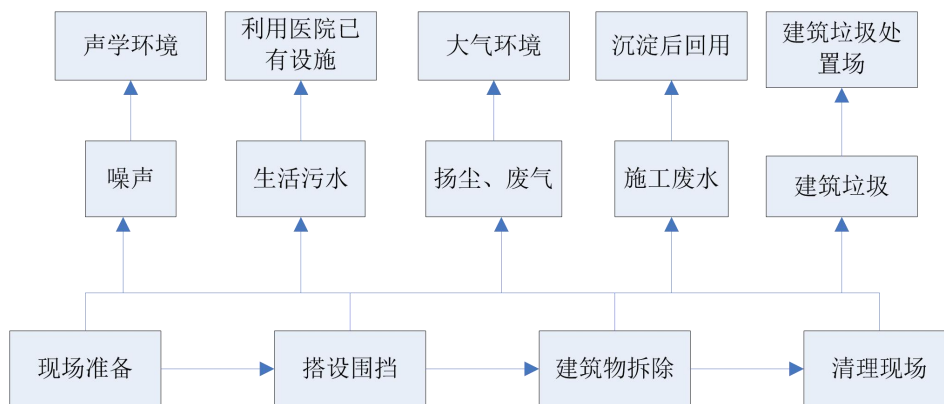 声学环境
利用医院已
有设施
大气环境
沉淀后回用
建筑垃圾处
置场
噪声
生活污水
扬尘、废气
施工废水
建筑垃圾
现场准备
搭设围挡
建筑物拆除
清理现场